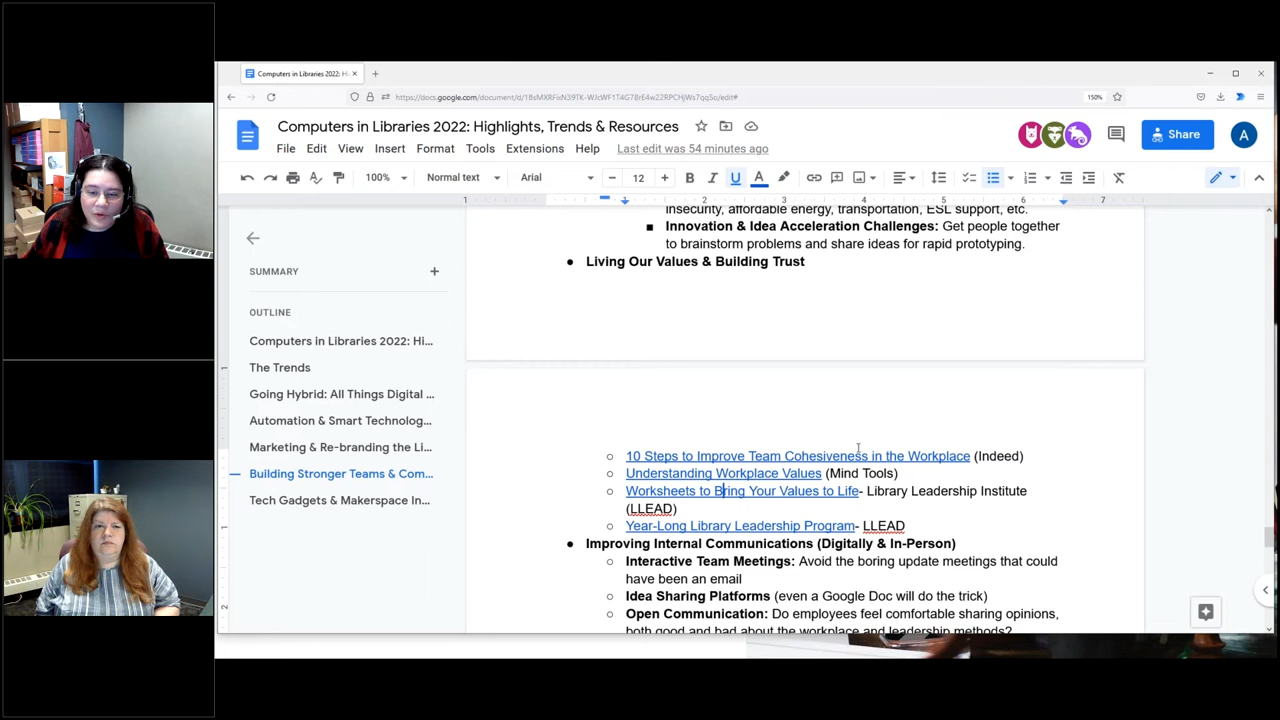 Computers in Libraries 2022: Hi
https://docs.google.com/document/d/
150%
Computers in Libraries 2022: Highlights, Trends & Resources
File Edit View Insert Format Tools Extensions Help Last edit was 54 minutes ago
Share
A
100% Normal text Arial 12 B I U A
1 1 2 3 4 5 6 7
SUMMARY
OUTLINE
Computers in Libraries 2022: Hi...
The Trends
Going Hybrid: All Things Digital ...
Automation & Smart Technolog...
Marketing & Re-branding the Li...
Building Stronger Teams & Com...
Tech Gadgets & Makerspace In...
insecurity, affordable energy, transportation, ESL support, etc.
■ Innovation & Idea Acceleration Challenges: Get people together
to brainstorm problems and share ideas for rapid prototyping.
● Living Our Values & Building Trust
○ 10 Steps to Improve Team Cohesiveness in the Workplace (Indeed)
○ Understanding Workplace Values (Mind Tools)
○ Worksheets to Bring Your Values to Life- Library Leadership Institute
(LLEAD)
○ Year-Long Library Leadership Program- LLEAD
● Improving Internal Communications (Digitally & In-Person)
○ Interactive Team Meetings: Avoid the boring update meetings that could
have been an email
○ Idea Sharing Platforms (even a Google Doc will do the trick)
○ Open Communication: Do employees feel comfortable sharing opinions,
both good and bad about the workplace and leadership methods?